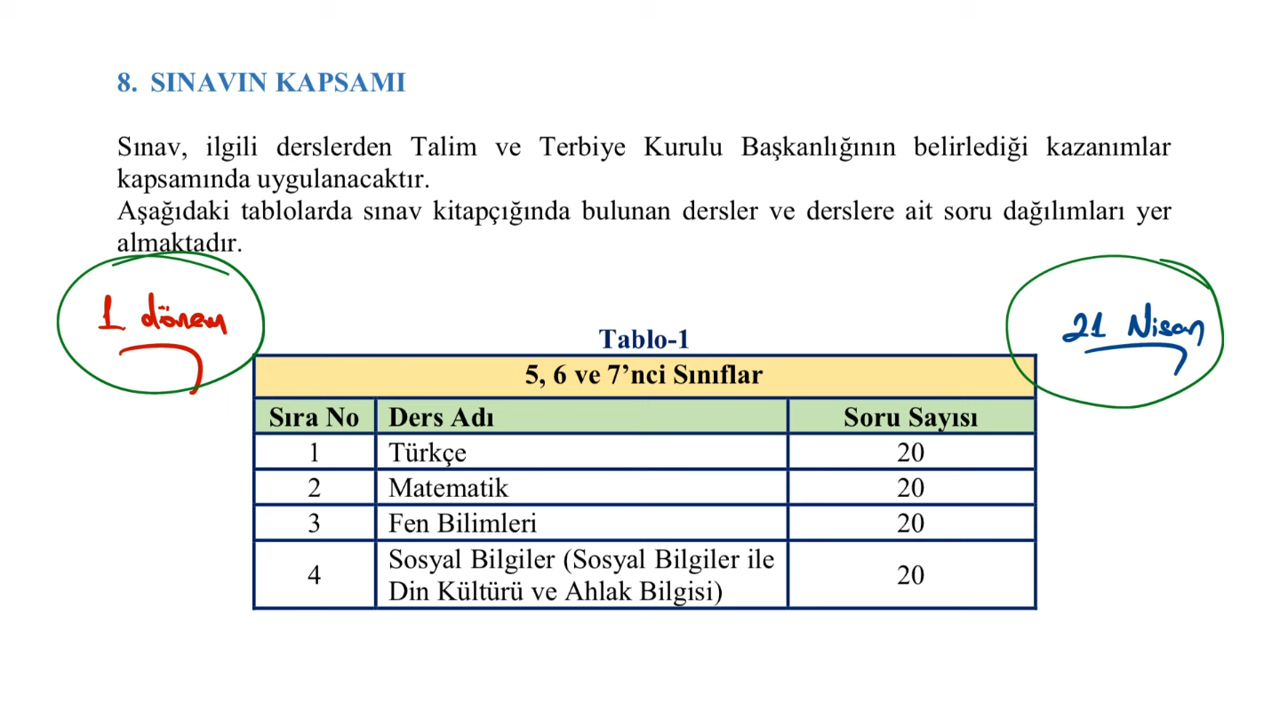 8. SINAVIN KAPSAMI
Sınav, ilgili derslerden Talim ve Terbiye Kurulu Başkanlığının belirlediği kazanımlar
kapsamında uygulanacaktır.
Aşağıdaki tablolarda sınav kitapçığında bulunan dersler ve derslere ait soru dağılımları yer
almaktadır.
1 dönem
21 Nisan
Tablo-1
5, 6 ve 7’nci Sınıflar
Sıra No Ders Adı Soru Sayısı
1 Türkçe 20
2 Matematik 20
3 Fen Bilimleri 20
4 Sosyal Bilgiler (Sosyal Bilgiler ile
Din Kültürü ve Ahlak Bilgisi) 20